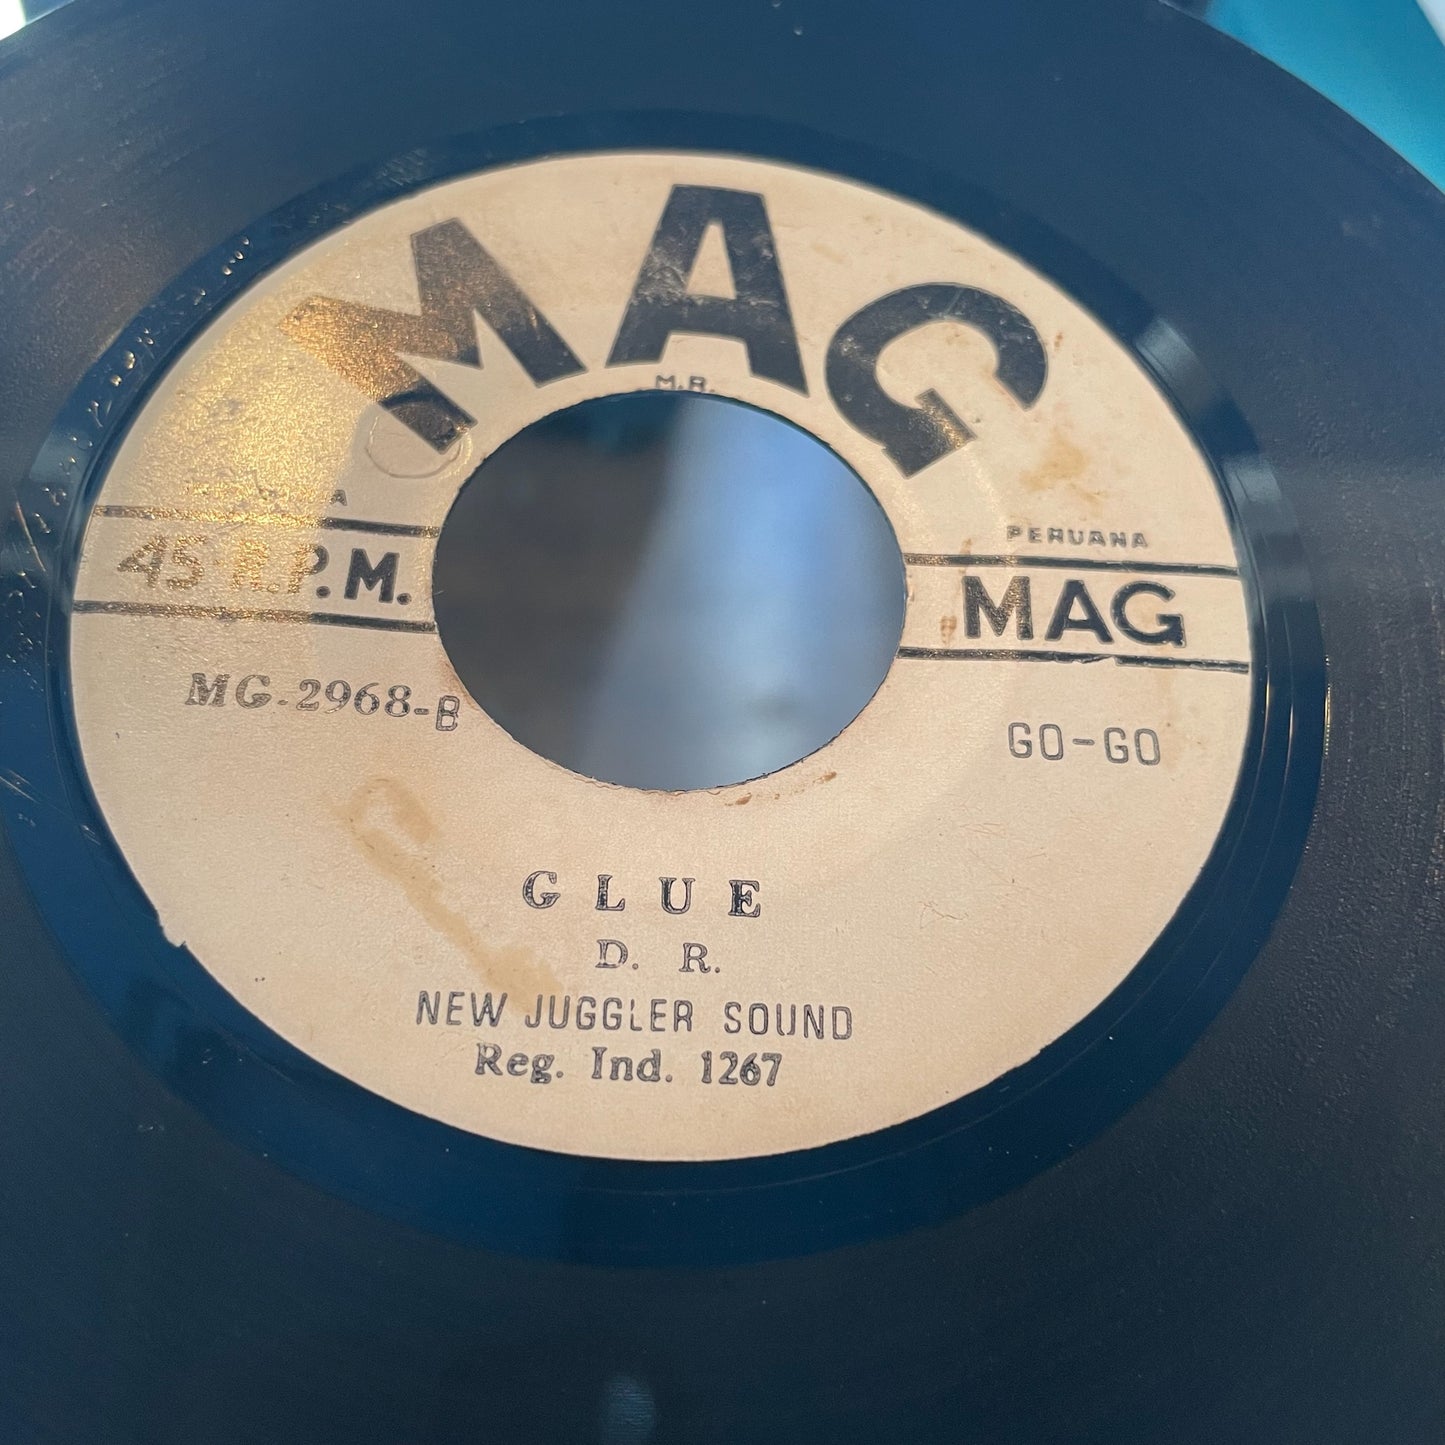 MAG
M.R.
PERUANA
45 R.P.M.
MAG
MG.2968-B
GO-GO
GLUE
D. R.
NEW JUGGLER SOUND
Reg. Ind. 1267